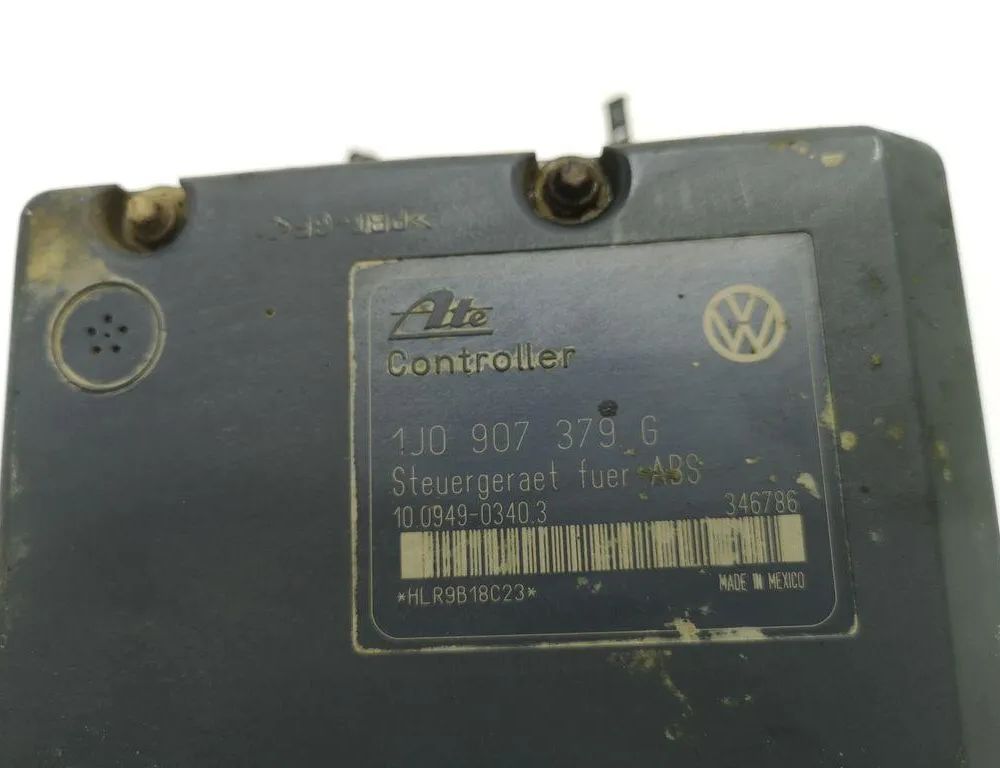 Ate
Controller
1J0 907 379 G
Steuergeraet fuer ABS
10.0949-0340.3 346786
*HLR9B18C23*
MADE IN MEXICO